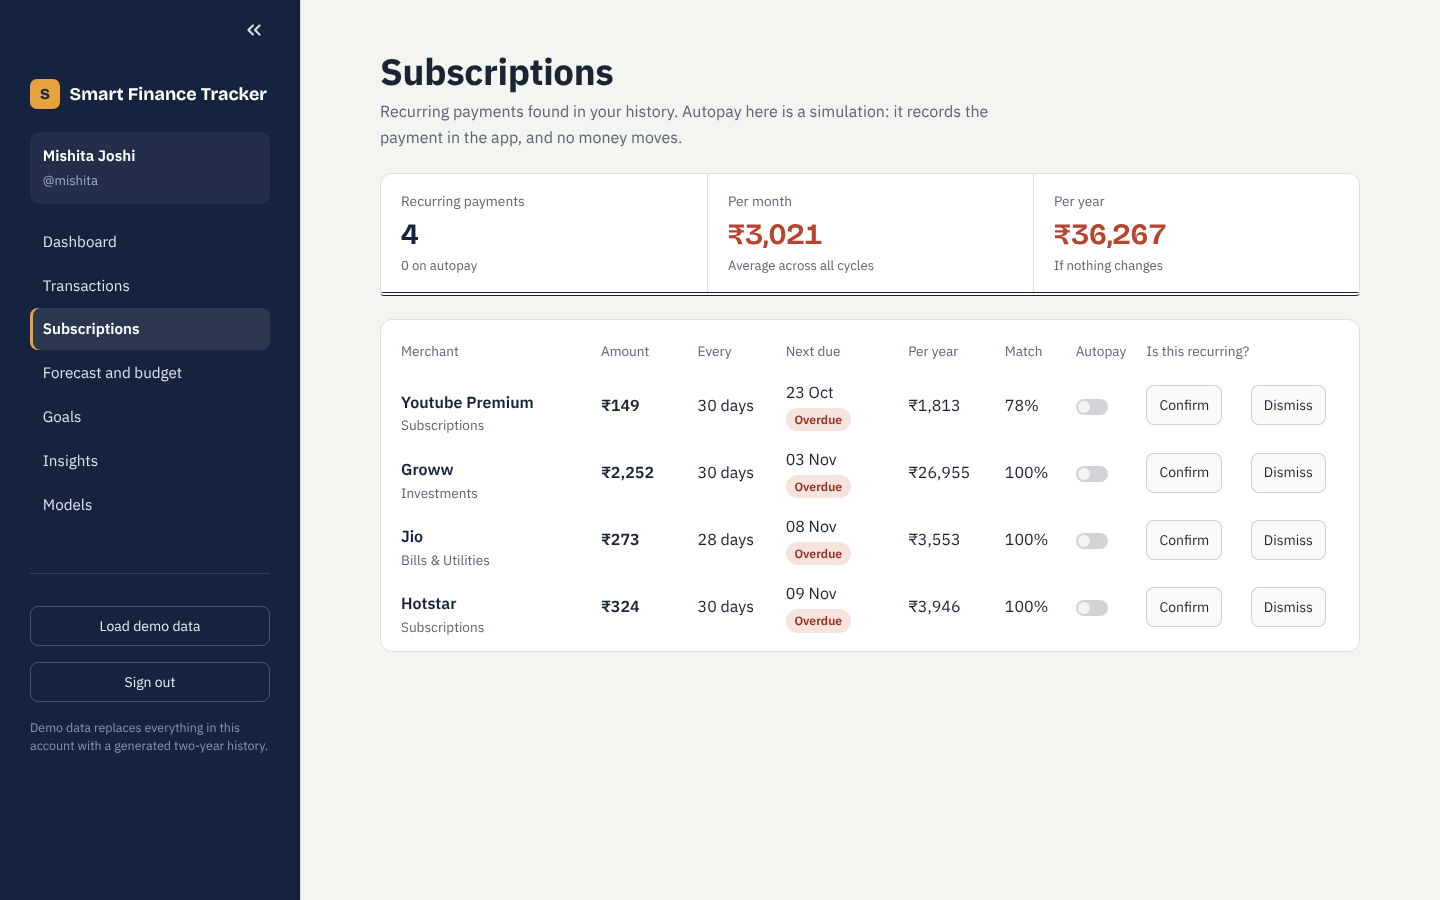 S
Smart Finance Tracker
Mishita Joshi
@mishita
Dashboard
Transactions
Subscriptions
Forecast and budget
Goals
Insights
Models
Load demo data
Sign out
Demo data replaces everything in this
account with a generated two-year history.
Subscriptions
Recurring payments found in your history. Autopay here is a simulation: it records the
payment in the app, and no money moves.
Recurring payments
4
0 on autopay
Per month
₹3,021
Average across all cycles
Per year
₹36,267
If nothing changes
Merchant Amount Every Next due Per year Match Autopay Is this recurring?
Youtube Premium
Subscriptions
₹149 30 days
23 Oct
Overdue
₹1,813 78% Confirm Dismiss
Groww
Investments
₹2,252 30 days
03 Nov
Overdue
₹26,955 100% Confirm Dismiss
Jio
Bills & Utilities
₹273 28 days
08 Nov
Overdue
₹3,553 100% Confirm Dismiss
Hotstar
Subscriptions
₹324 30 days
09 Nov
Overdue
₹3,946 100% Confirm Dismiss